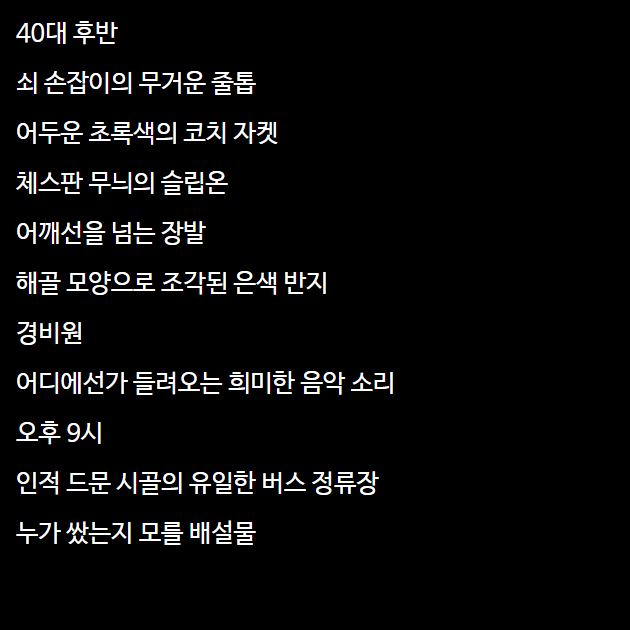 40대 후반
쇠 손잡이의 무거운 줄톱
어두운 초록색의 코치 자켓
체스판 무늬의 슬립온
어깨선을 넘는 장발
해골 모양으로 조각된 은색 반지
경비원
어디에선가 들려오는 희미한 음악 소리
오후 9시
인적 드문 시골의 유일한 버스 정류장
누가 쌌는지 모를 배설물